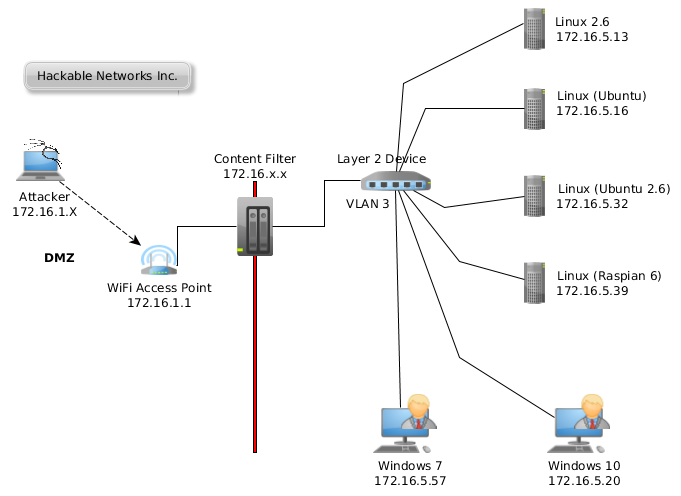 Hackable Networks Inc.
Linux 2.6
172.16.5.13
Linux (Ubuntu)
172.16.5.16
Content Filter
172.16.x.x
Layer 2 Device
VLAN 3
Attacker
172.16.1.X
Linux (Ubuntu 2.6)
172.16.5.32
DMZ
WiFi Access Point
172.16.1.1
Linux (Raspian 6)
172.16.5.39
Windows 7
172.16.5.57
Windows 10
172.16.5.20